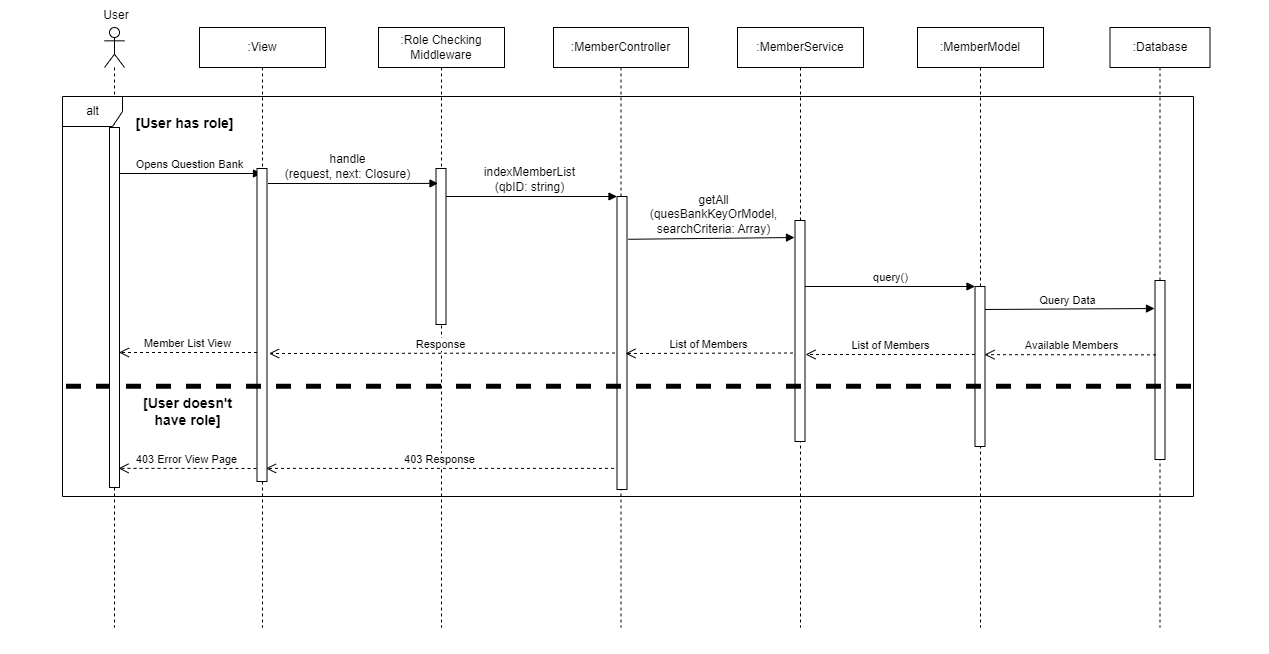 User
:View
:Role Checking
Middleware
:MemberController
:MemberService
:MemberModel
:Database
alt
[User has role]
Opens Question Bank
handle
(request, next: Closure)
indexMemberList
(qbID: string)
getAll
(quesBankKeyOrModel,
searchCriteria: Array)
query()
Query Data
Member List View
Response
List of Members
List of Members
Available Members
[User doesn't
have role]
403 Error View Page
403 Response